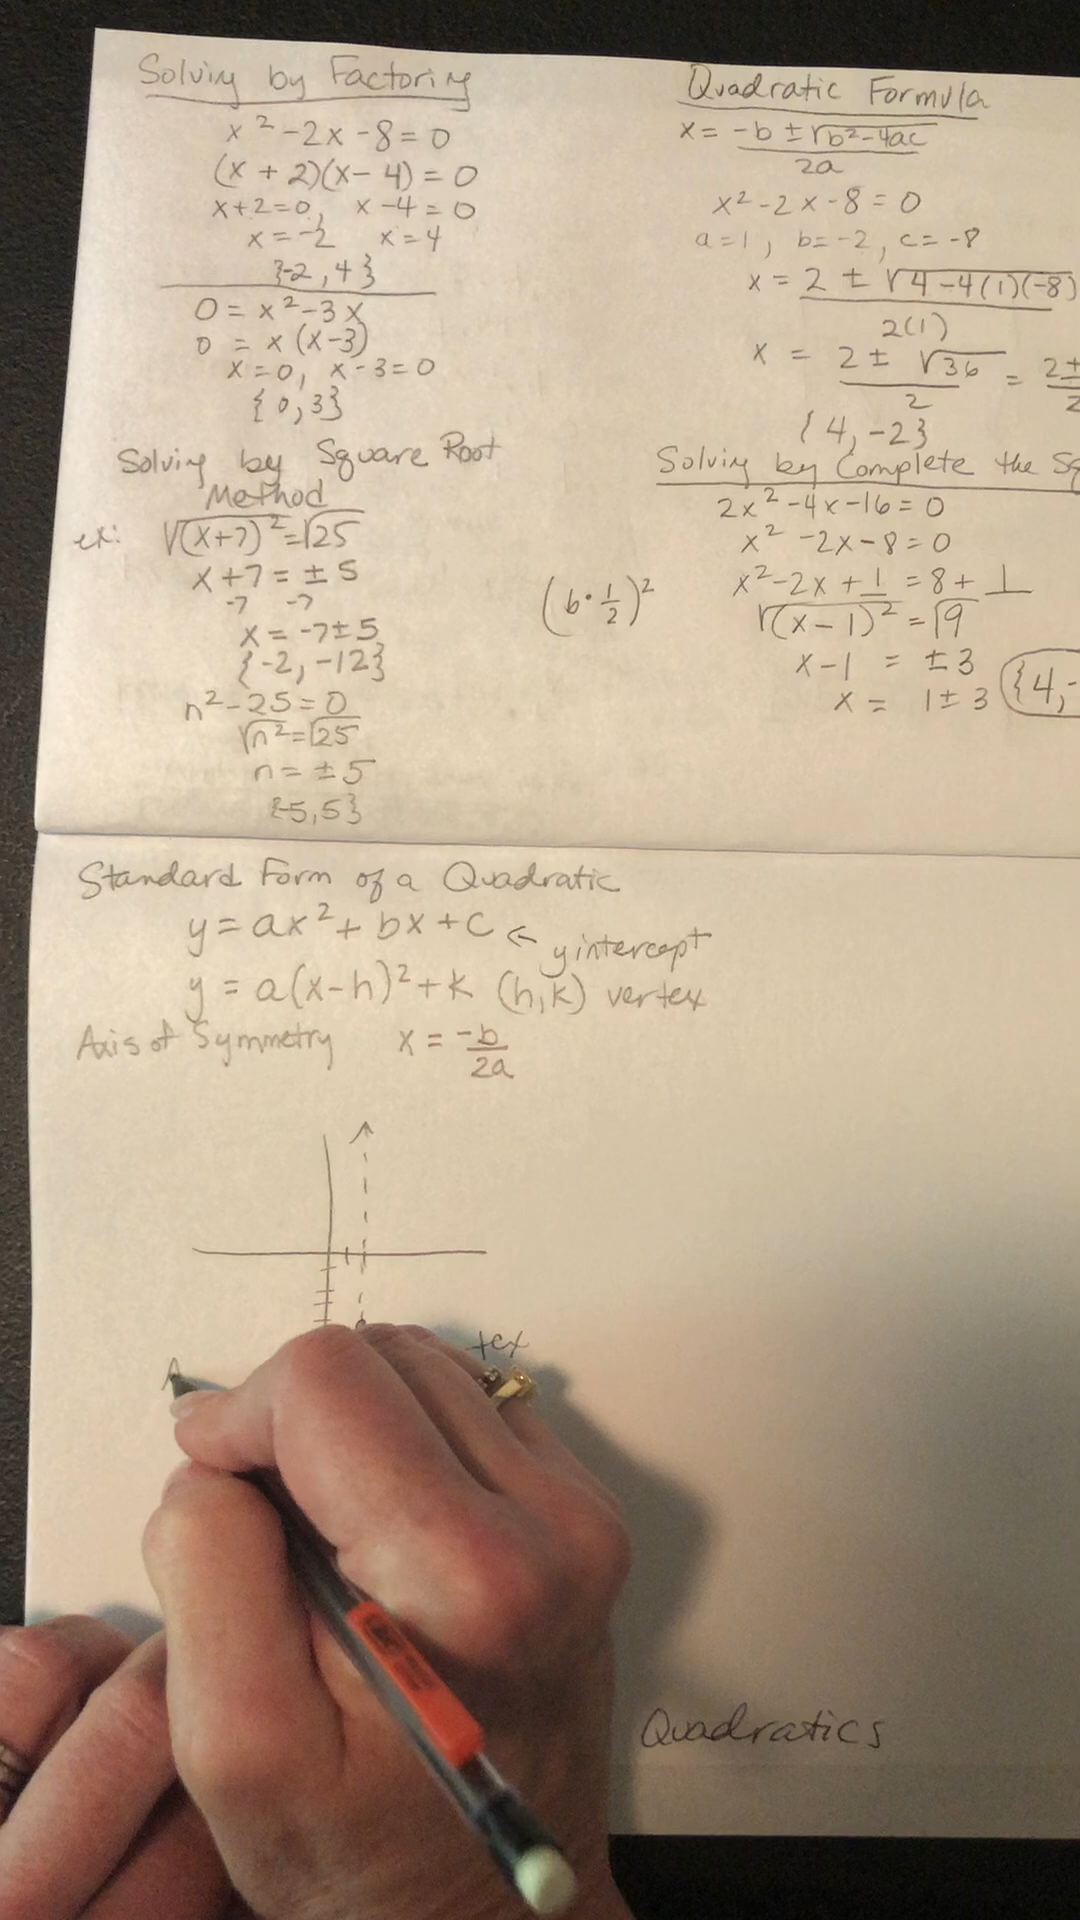 Solving by Factoring
x² - 2x - 8 = 0
(x + 2)(x - 4) = 0
x+2=0, x-4=0
x=-2 x=4
{-2, 4}
0 = x² - 3x
0 = x(x-3)
x=0, x-3=0
{0, 3}
Solving by Square Root
Method
ex: √(x+7)² = √25
x+7 = ±5
-7 -7
x = -7±5
{-2, -12}
n² - 25 = 0
√n² = √25
n = ±5
{-5, 5}
Quadratic Formula
x = (-b ± √b²-4ac)/2a
x² - 2x - 8 = 0
a=1, b=-2, c=-8
x = (2 ± √4-4(1)(-8))/2(1)
x = (2 ± √36)/2 = (2±)/2
{4, -2}
Solving by Complete the Sq
2x² - 4x - 16 = 0
x² - 2x - 8 = 0
(b·1/2)² x² - 2x + 1 = 8 + 1
√(x-1)² = √9
x-1 = ±3
x = 1±3 {4,-
Standard Form of a Quadratic
y = ax² + bx + c ← y intercept
y = a(x-h)² + k (h,k) vertex
Axis of Symmetry x = -b/2a
tex
A
Quadratics